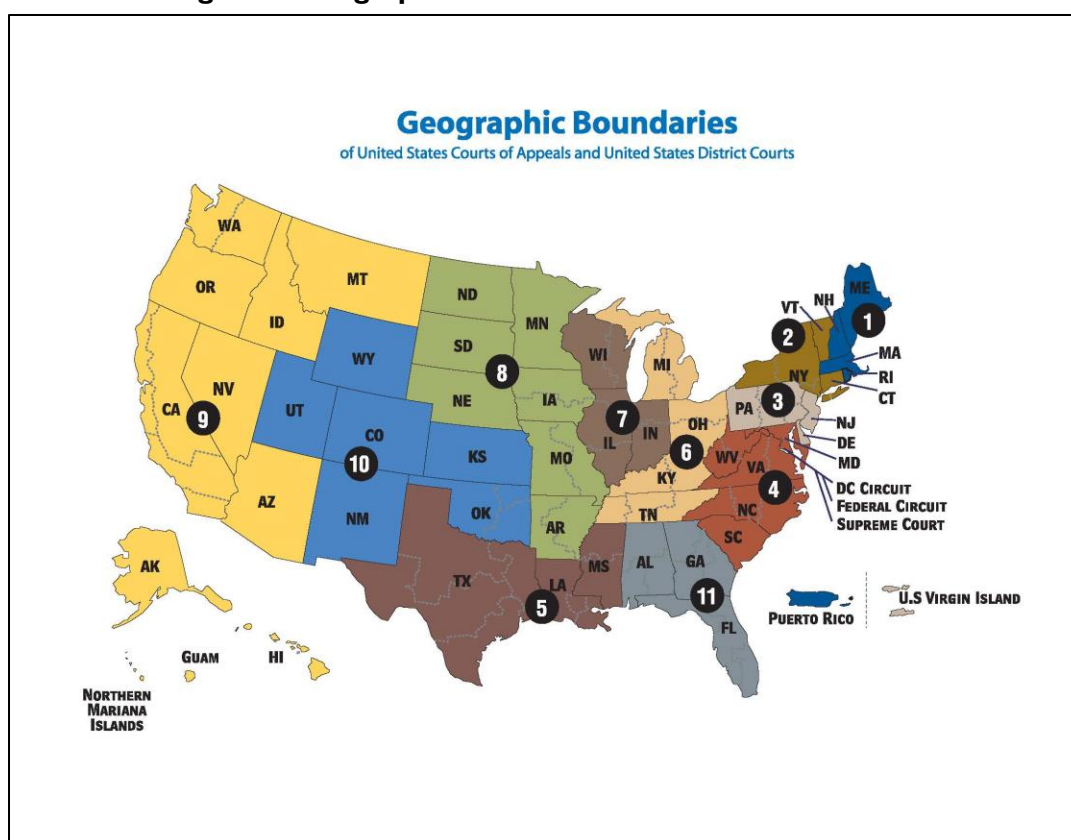 Geographic Boundaries
of United States Courts of Appeals and United States District Courts
WA
MT
OR
ID
ND
MN
SD
WY
8
NE
IA
WI
MI
VT
NH
ME
1
2
MA
NY
RI
CT
NV
CA
9
UT
CO
10
KS
MO
7
IL
IN
OH
6
PA
3
NJ
DE
MD
WV
VA
4
DC CIRCUIT
FEDERAL CIRCUIT
SUPREME COURT
KY
TN
NC
SC
AZ
NM
OK
AR
TX
LA
5
MS
AL
GA
11
FL
AK
GUAM
HI
NORTHERN
MARIANA
ISLANDS
PUERTO RICO
U.S VIRGIN ISLAND